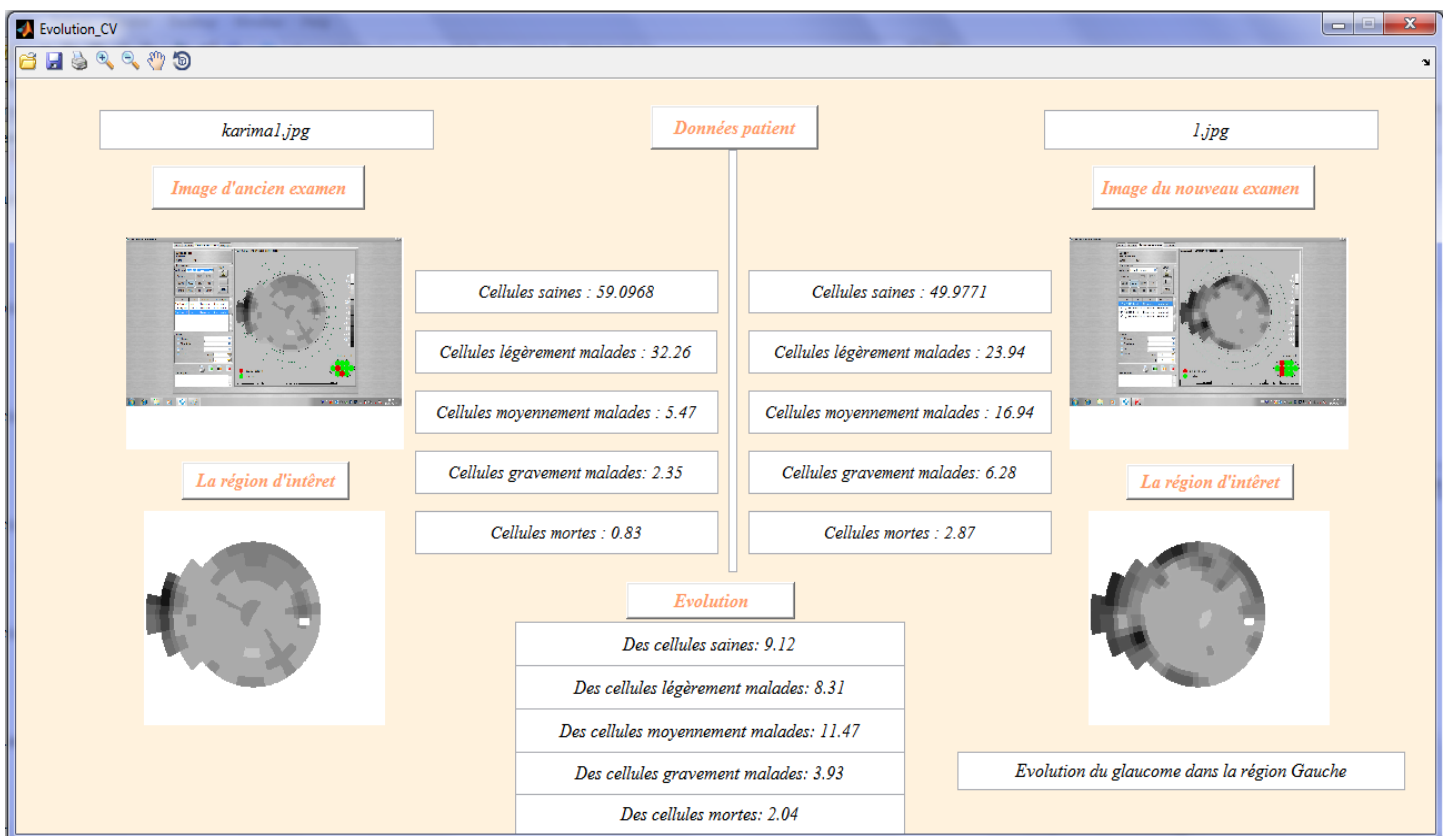 Evolution_CV
karima1.jpg
Données patient
1.jpg
Image d'ancien examen
Image du nouveau examen
Cellules saines : 59.0968
Cellules saines : 49.9771
Cellules légèrement malades : 32.26
Cellules légèrement malades : 23.94
Cellules moyennement malades : 5.47
Cellules moyennement malades : 16.94
Cellules gravement malades: 2.35
Cellules gravement malades: 6.28
La région d'intêret
La région d'intêret
Cellules mortes : 0.83
Cellules mortes : 2.87
Evolution
Des cellules saines: 9.12
Des cellules légèrement malades: 8.31
Des cellules moyennement malades: 11.47
Des cellules gravement malades: 3.93
Des cellules mortes: 2.04
Evolution du glaucome dans la région Gauche